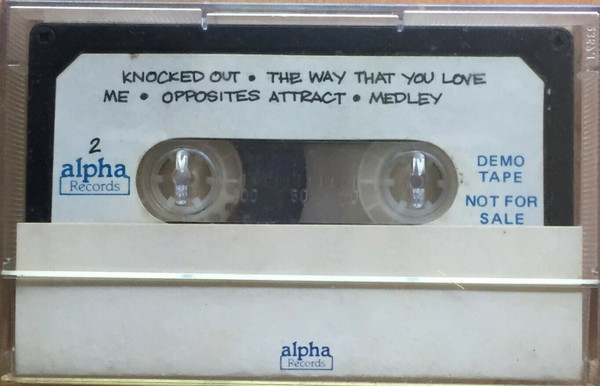 KNOCKED OUT • THE WAY THAT YOU LOVE
ME • OPPOSITES ATTRACT • MEDLEY
2
alpha
Records
50
DEMO
TAPE
NOT FOR
SALE
alpha
Records